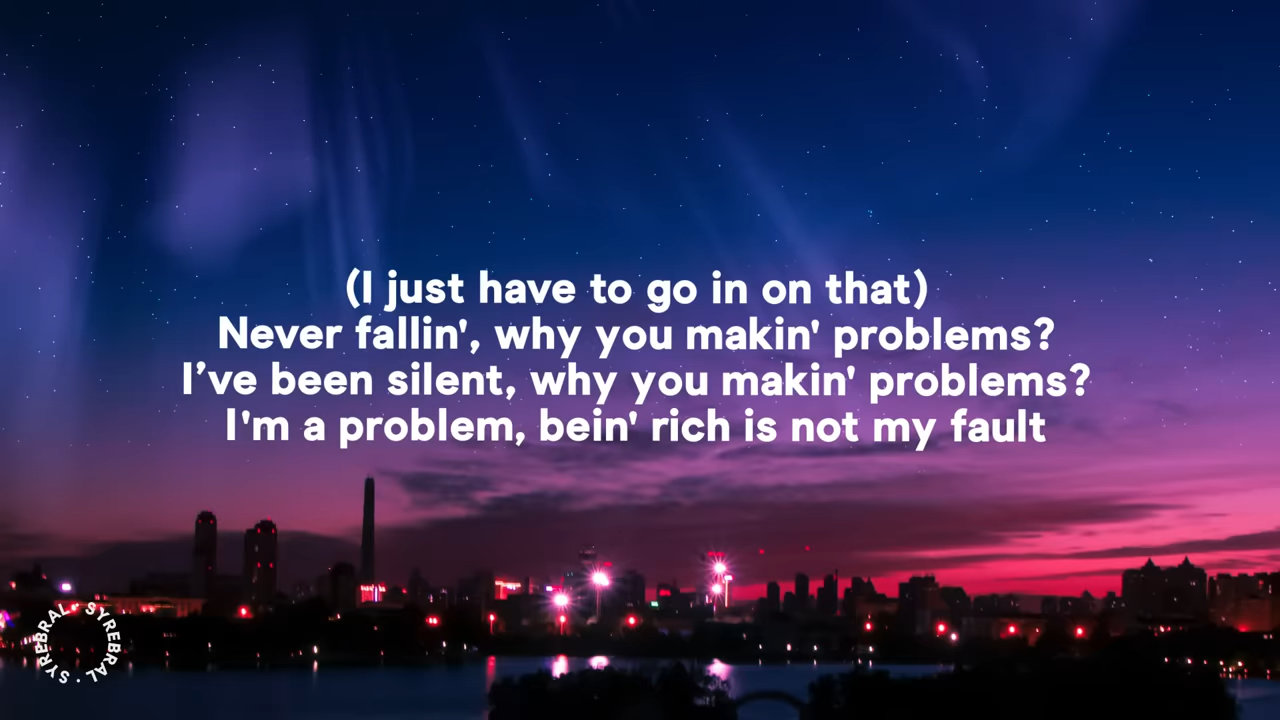 (I just have to go in on that)
Never fallin', why you makin' problems?
I’ve been silent, why you makin' problems?
I'm a problem, bein' rich is not my fault
SYREBRAL · SYREBRAL ·